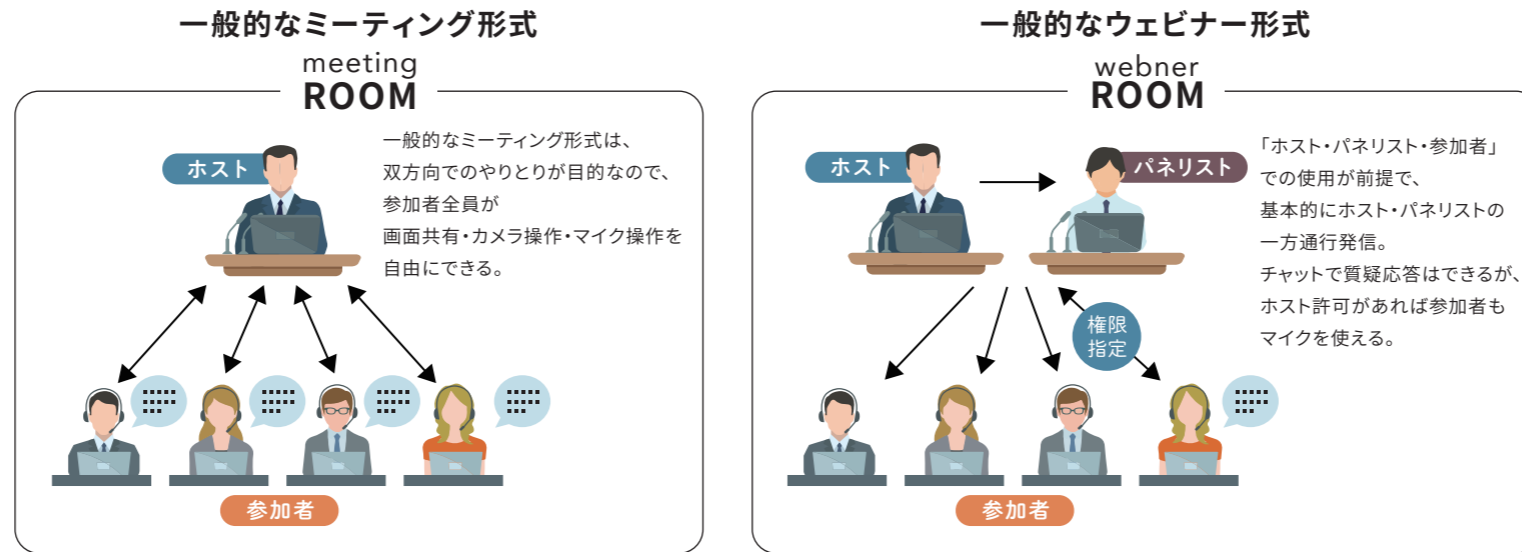 一般的なミーティング形式
meeting
ROOM
ホスト
一般的なミーティング形式は、
双方向でのやりとりが目的なので、
参加者全員が
画面共有・カメラ操作・マイク操作を
自由にできる。
参加者
一般的なウェビナー形式
webner
ROOM
ホスト
パネリスト
「ホスト・パネリスト・参加者」
での使用が前提で、
基本的にホスト・パネリストの
一方通行発信。
チャットで質疑応答はできるが、
ホスト許可があれば参加者も
マイクを使える。
権限
指定
参加者